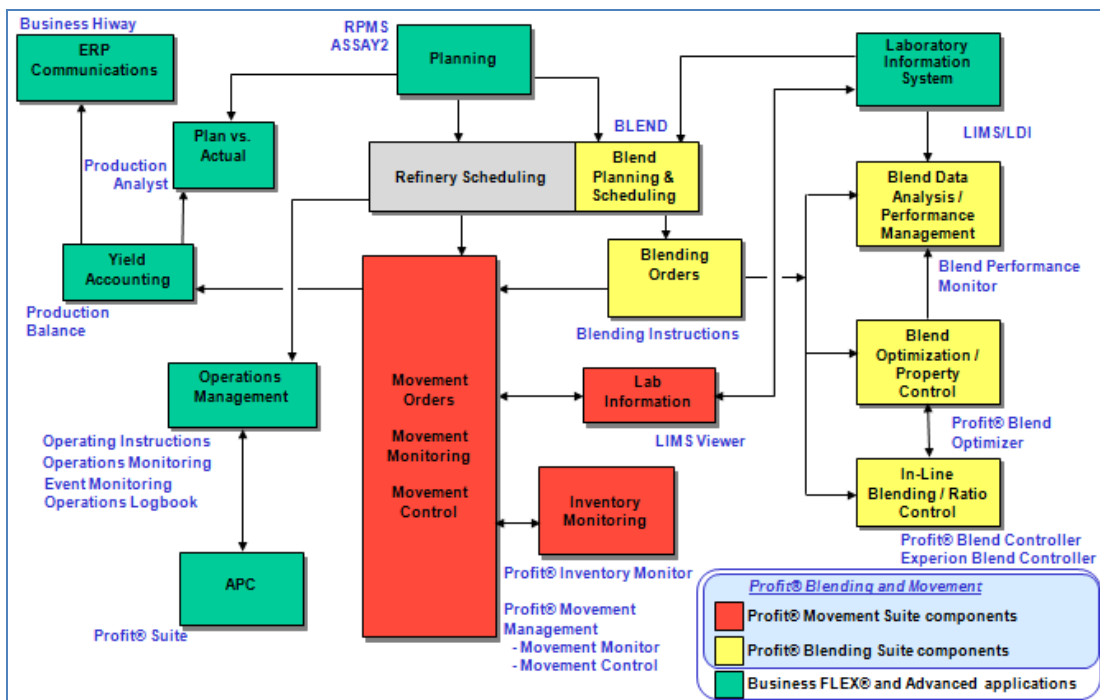 Business Hiway
ERP
Communications
RPMS
ASSAY2
Planning
Laboratory
Information
System
Plan vs.
Actual
Production
Analyst
BLEND
LIMS/LDI
Refinery Scheduling
Blend
Planning &
Scheduling
Blend Data
Analysis /
Performance
Management
Yield
Accounting
Production
Balance
Blending
Orders
Blending Instructions
Blend Performance
Monitor
Operations
Management
Operating Instructions
Operations Monitoring
Event Monitoring
Operations Logbook
Movement
Orders
Movement
Monitoring
Movement
Control
Lab
Information
LIMS Viewer
Blend
Optimization /
Property
Control
Profit® Blend
Optimizer
Inventory
Monitoring
In-Line
Blending / Ratio
Control
Profit® Blend Controller
Experion Blend Controller
APC
Profit® Suite
Profit® Inventory Monitor
Profit® Movement
Management
- Movement Monitor
- Movement Control
Profit® Blending and Movement
Profit® Movement Suite components
Profit® Blending Suite components
Business FLEX® and Advanced applications